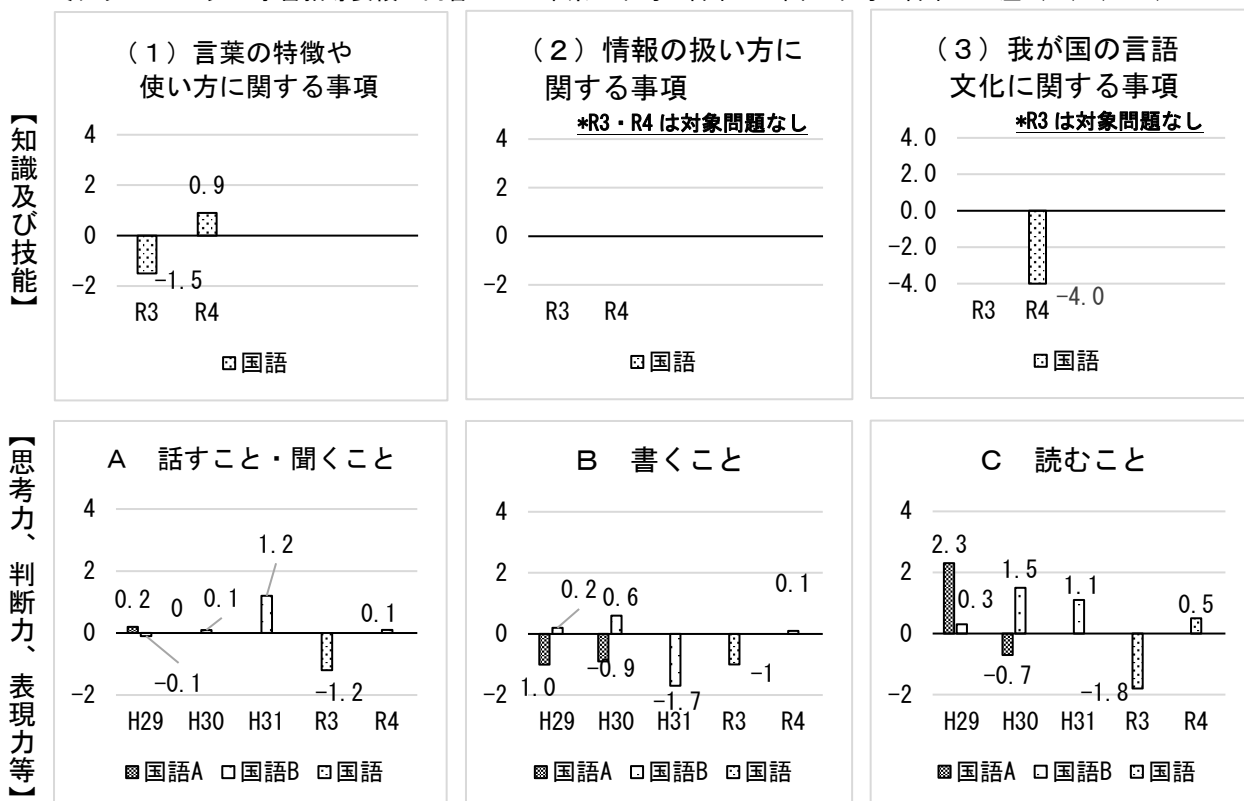 【知識及び技能】
（１）言葉の特徴や
使い方に関する事項
4
2
0
-2
0.9
-1.5
R3 R4
国語
（２）情報の扱い方に
関する事項
*R3・R4 は対象問題なし
4
2
0
-2
R3 R4
国語
（３）我が国の言語
文化に関する事項
*R3 は対象問題なし
4.0
2.0
0.0
-2.0
-4.0
-4.0
R3 R4
国語
【思考力、判断力、表現力等】
A 話すこと・聞くこと
4
2
0
-2
0.2
-0.1
0
0.1
1.2
-1.2
0.1
H29 H30 H31 R3 R4
国語A 国語B 国語
B 書くこと
4
2
0
-2
1.0
0.2
-0.9
0.6
-1.7
-1
0.1
H29 H30 H31 R3 R4
国語A 国語B 国語
C 読むこと
4
2
0
-2
2.3
0.3
-0.7
1.5
1.1
-1.8
0.5
H29 H30 H31 R3 R4
国語A 国語B 国語